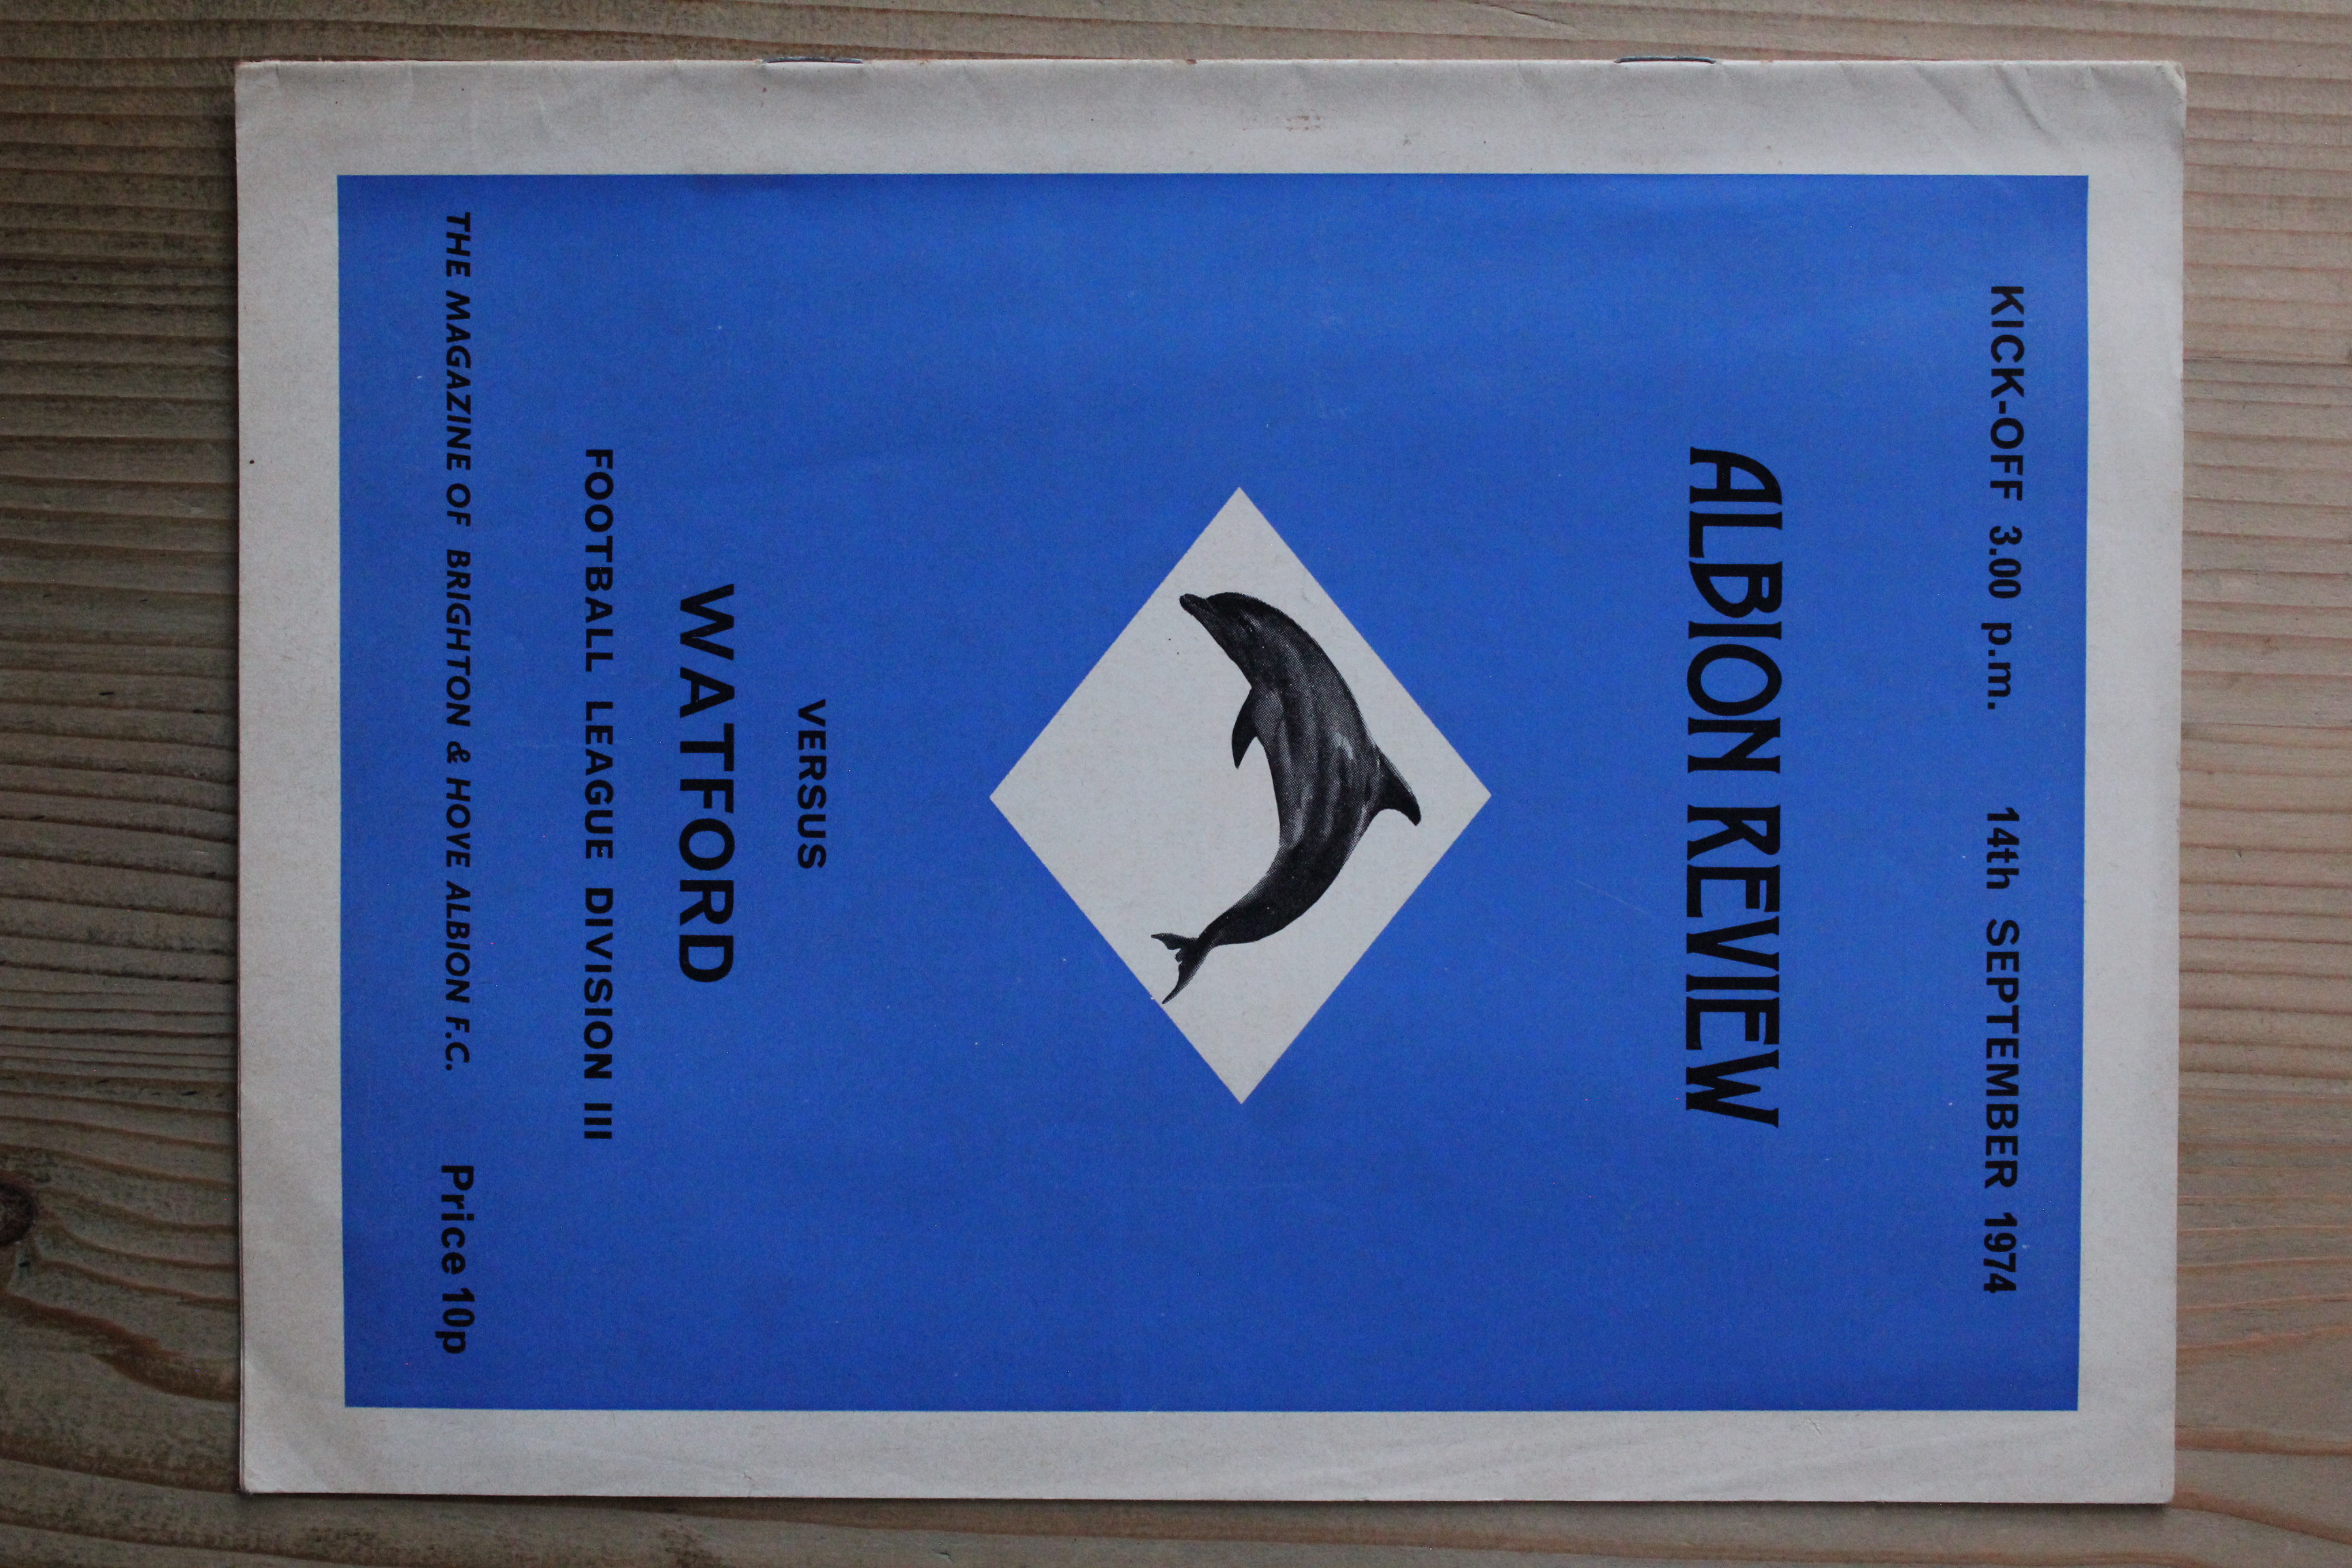 KICK-OFF 3.00 p.m. 14th SEPTEMBER 1974
ALBION REVIEW
VERSUS
WATFORD
FOOTBALL LEAGUE DIVISION III
THE MAGAZINE OF BRIGHTON & HOVE ALBION F.C. Price 10p